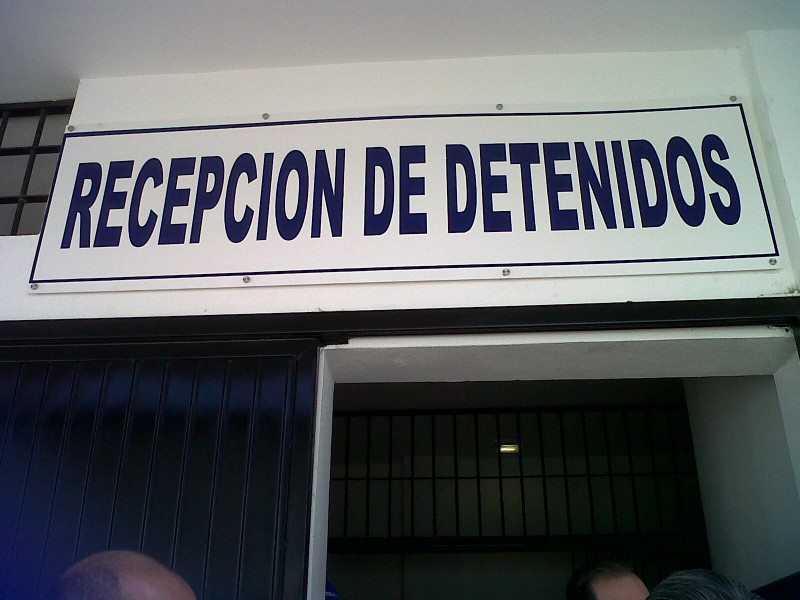 RECEPCION DE DETENIDOS